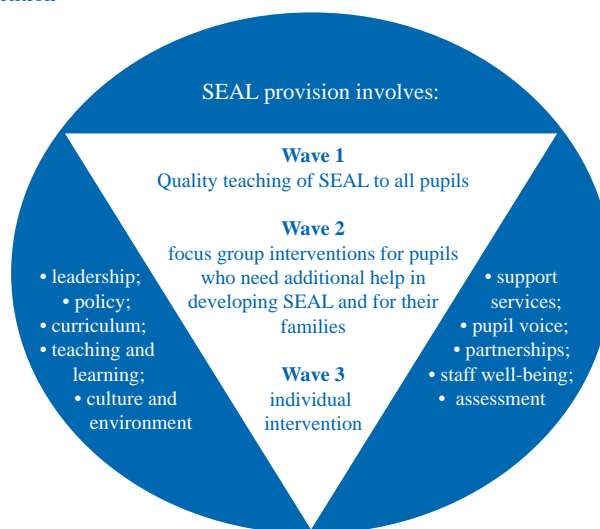 SEAL provision involves:
Wave 1
Quality teaching of SEAL to all pupils
Wave 2
focus group interventions for pupils
who need additional help in
developing SEAL and for their
families
Wave 3
individual
intervention
• leadership;
• policy;
• curriculum;
• teaching and
learning;
• culture and
environment
• support
services;
• pupil voice;
• partnerships;
• staff well-being;
• assessment